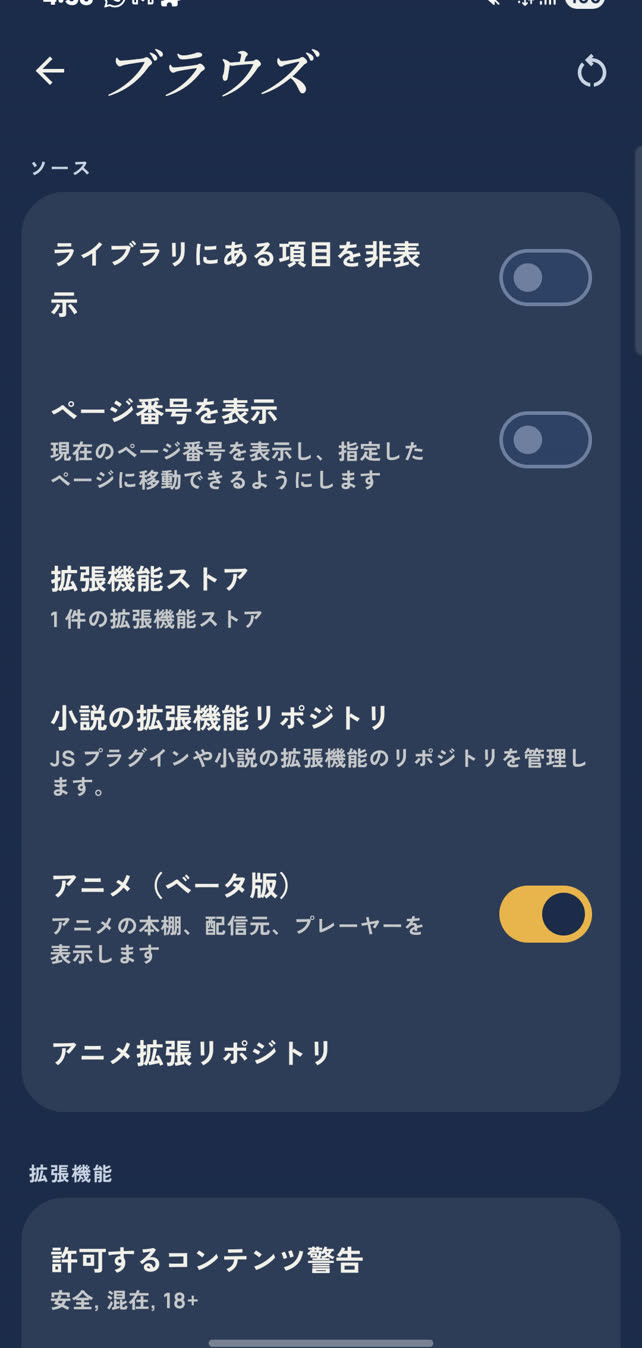 ブラウズ
ソース
ライブラリにある項目を非表
示
ページ番号を表示
現在のページ番号を表示し、指定した
ページに移動できるようにします
拡張機能ストア
1 件の拡張機能ストア
小説の拡張機能リポジトリ
JS プラグインや小説の拡張機能のリポジトリを管理し
ます。
アニメ（ベータ版）
アニメの本棚、配信元、プレーヤーを
表示します
アニメ拡張リポジトリ
拡張機能
許可するコンテンツ警告
安全, 混在, 18+